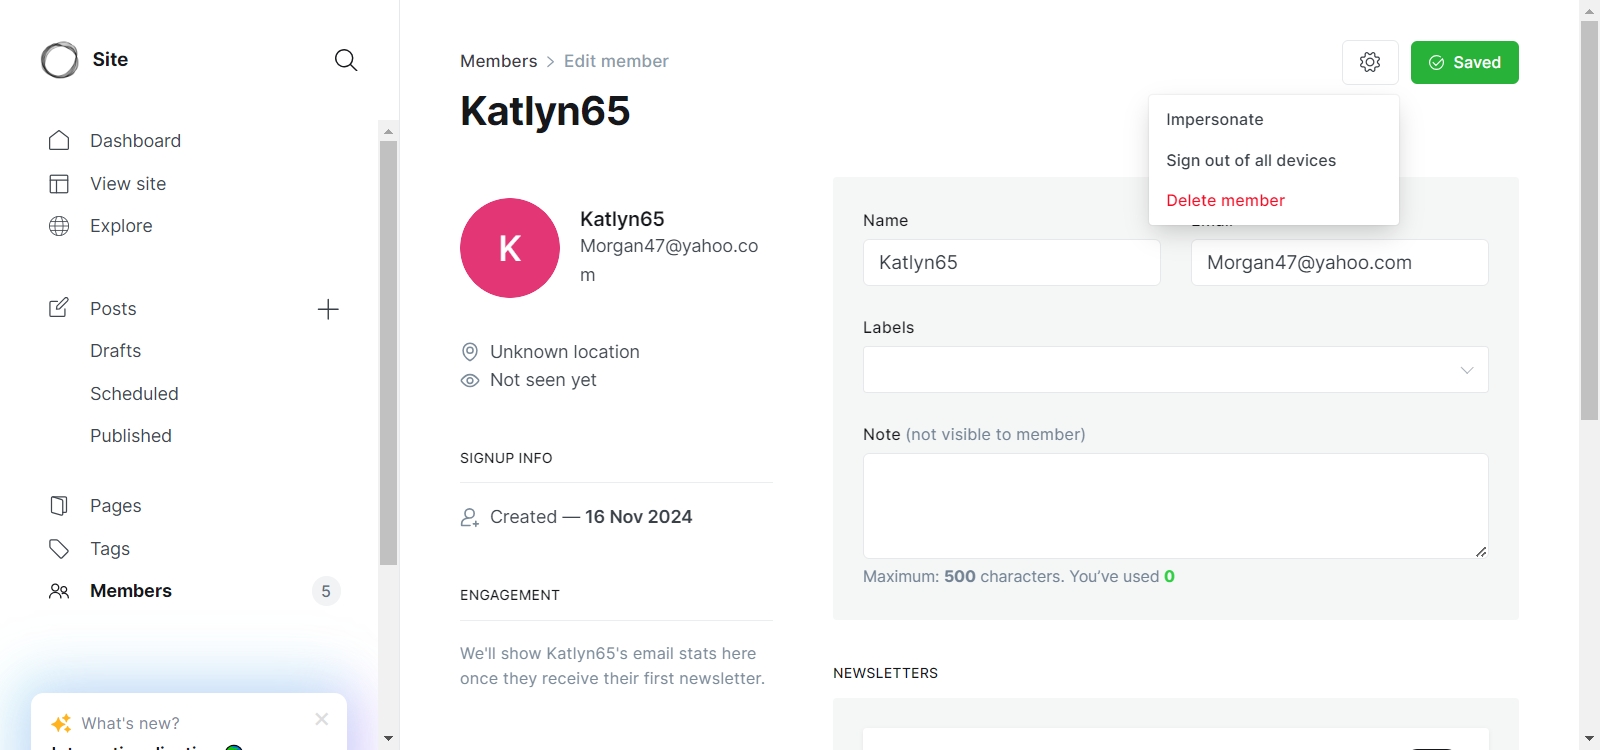 Site
Dashboard
View site
Explore
Posts
Drafts
Scheduled
Published
Pages
Tags
Members
5
What's new?
Members > Edit member
Saved
Katlyn65
Impersonate
Sign out of all devices
Delete member
K
Katlyn65
Morgan47@yahoo.co
m
Unknown location
Not seen yet
SIGNUP INFO
Created — 16 Nov 2024
ENGAGEMENT
We'll show Katlyn65's email stats here
once they receive their first newsletter.
Name
Katlyn65
Morgan47@yahoo.com
Labels
Note (not visible to member)
Maximum: 500 characters. You’ve used 0
NEWSLETTERS